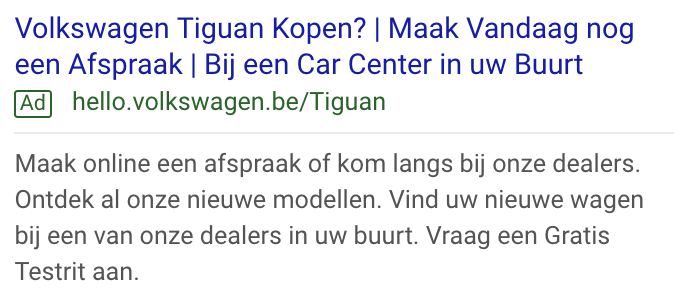 Volkswagen Tiguan Kopen? | Maak Vandaag nog
een Afspraak | Bij een Car Center in uw Buurt
Ad hello.volkswagen.be/Tiguan
Maak online een afspraak of kom langs bij onze dealers.
Ontdek al onze nieuwe modellen. Vind uw nieuwe wagen
bij een van onze dealers in uw buurt. Vraag een Gratis
Testrit aan.